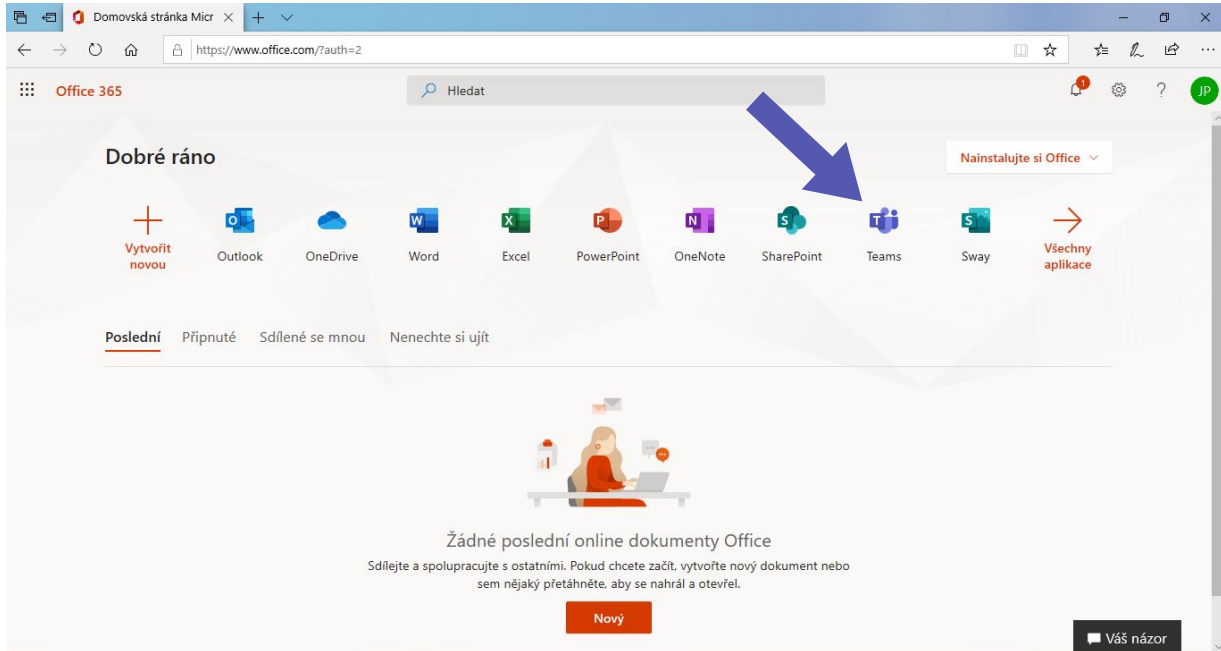 Domovská stránka Micr
https://www.office.com/?auth=2
Office 365
Hledat
1
?
JP
Dobré ráno
Nainstalujte si Office
Vytvořit
novou
Outlook
OneDrive
Word
Excel
PowerPoint
OneNote
SharePoint
Teams
Sway
Všechny
aplikace
Poslední Připnuté Sdílené se mnou Nenechte si ujít
Žádné poslední online dokumenty Office
Sdílejte a spolupracujte s ostatními. Pokud chcete začít, vytvořte nový dokument nebo
sem nějaký přetáhněte, aby se nahrál a otevřel.
Nový
Váš názor